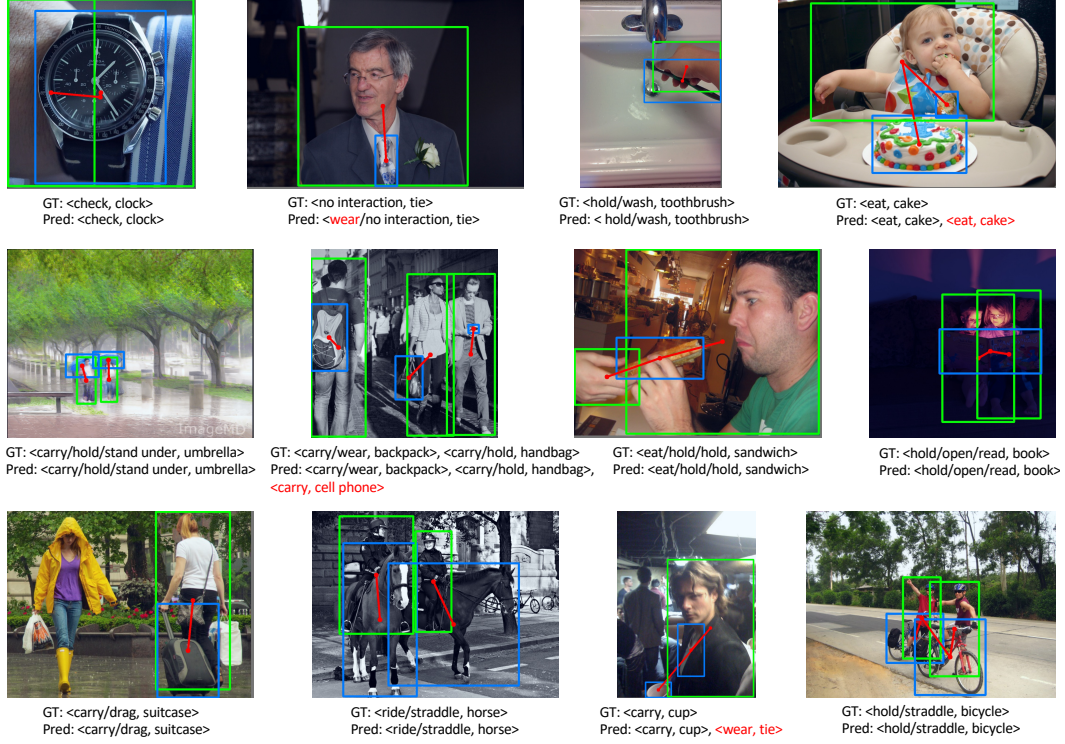 GT: <check, clock>
Pred: <check, clock>
GT: <no interaction, tie>
Pred: <wear/no interaction, tie>
GT: <hold/wash, toothbrush>
Pred: < hold/wash, toothbrush>
GT: <eat, cake>
Pred: <eat, cake>, <eat, cake>
ImageMD
GT: <carry/hold/stand under, umbrella>
Pred: <carry/hold/stand under, umbrella>
GT: <carry/wear, backpack>, <carry/hold, handbag>
Pred: <carry/wear, backpack>, <carry/hold, handbag>,
<carry, cell phone>
GT: <eat/hold/hold, sandwich>
Pred: <eat/hold/hold, sandwich>
GT: <hold/open/read, book>
Pred: <hold/open/read, book>
GT: <carry/drag, suitcase>
Pred: <carry/drag, suitcase>
GT: <ride/straddle, horse>
Pred: <ride/straddle, horse>
GT: <carry, cup>
Pred: <carry, cup>, <wear, tie>
GT: <hold/straddle, bicycle>
Pred: <hold/straddle, bicycle>